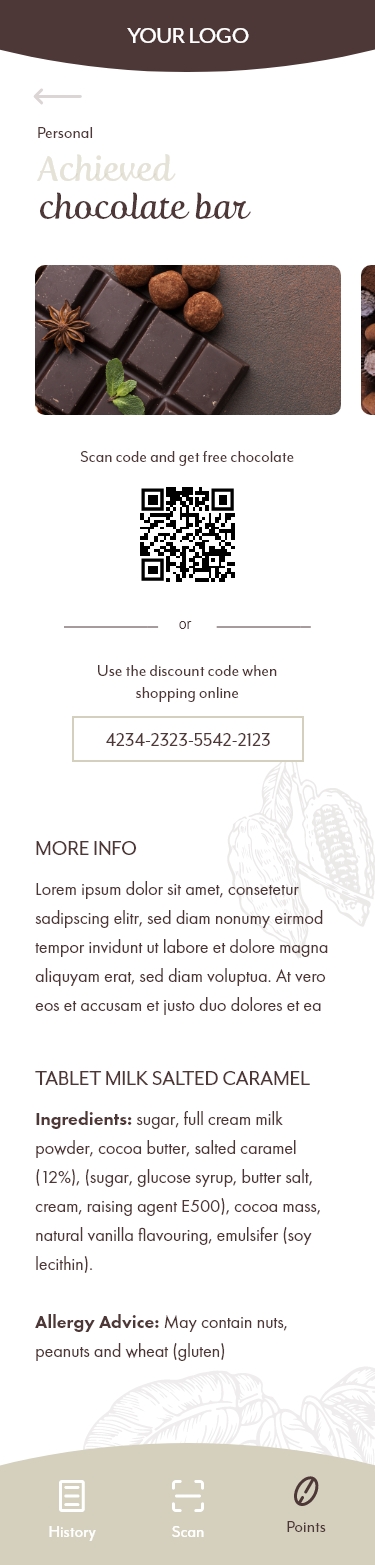 YOUR LOGO
Personal
Achieved
chocolate bar
Scan code and get free chocolate
or
Use the discount code when
shopping online
4234-2323-5542-2123
MORE INFO
Lorem ipsum dolor sit amet, consetetur
sadipscing elitr, sed diam nonumy eirmod
tempor invidunt ut labore et dolore magna
aliquyam erat, sed diam voluptua. At vero
eos et accusam et justo duo dolores et ea
TABLET MILK SALTED CARAMEL
Ingredients: sugar, full cream milk
powder, cocoa butter, salted caramel
(12%), (sugar, glucose syrup, butter salt,
cream, raising agent E500), cocoa mass,
natural vanilla flavouring, emulsifer (soy
lecithin).
Allergy Advice: May contain nuts,
peanuts and wheat (gluten)
History
Scan
Points